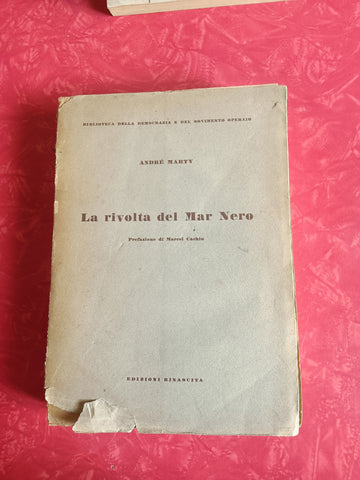 BIBLIOTECA DELLA DEMOCRAZIA E DEL MOVIMENTO OPERAIO
ANDRÉ MARTY
La rivolta del Mar Nero
Prefazione di Marcel Cachin
EDIZIONI RINASCITA